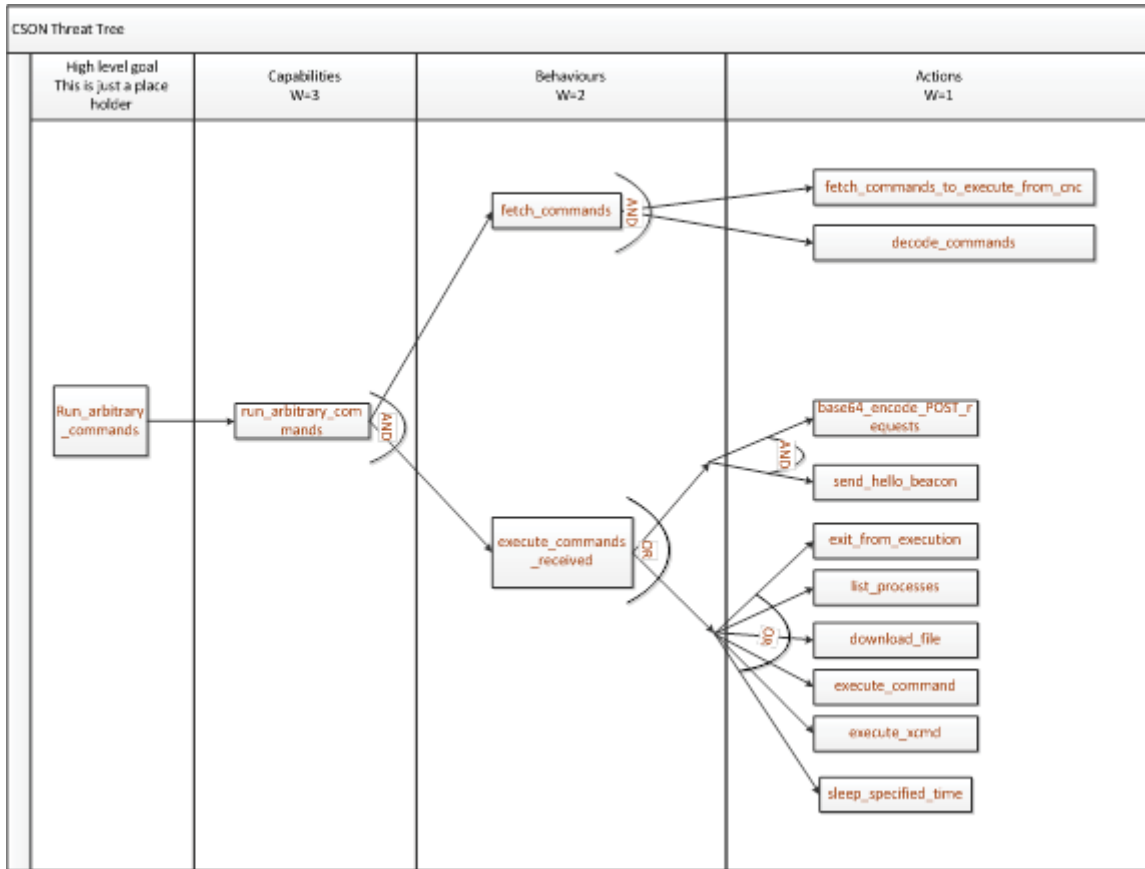 CSON Threat Tree
High level goal
This is just a place
holder
Capabilities
W=3
Behaviours
W=2
Actions
W=1
fetch_commands
AND
fetch_commands_to_execute_from_cnc
decode_commands
Run_arbitrary
_commands
run_arbitrary_com
mands
AND
base64_encode_POST_r
equests
AND
send_hello_beacon
execute_commands
_received
OR
exit_from_execution
list_processes
OR
download_file
execute_command
execute_xcmd
sleep_specified_time